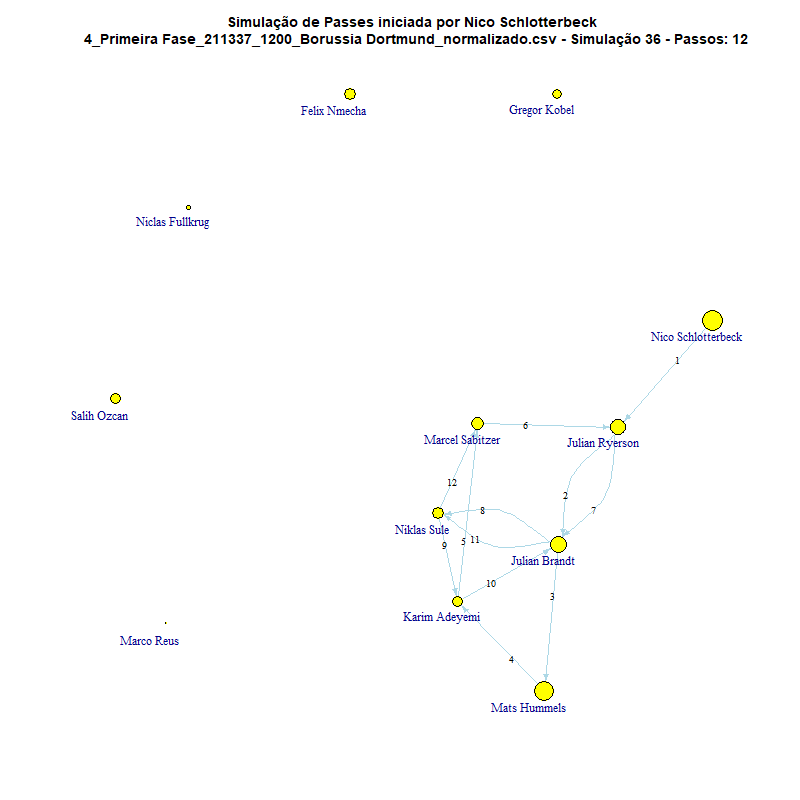 Simulação de Passes iniciada por Nico Schlotterbeck
4_Primeira Fase_211337_1200_Borussia Dortmund_normalizado.csv - Simulação 36 - Passos: 12
Felix Nmecha
Gregor Kobel
Niclas Fullkrug
Nico Schlotterbeck
1
Salih Ozcan
6
Marcel Sabitzer
Julian Ryerson
12
2
8
7
Niklas Sule
9
5
11
Julian Brandt
10
3
Karim Adeyemi
Marco Reus
4
Mats Hummels